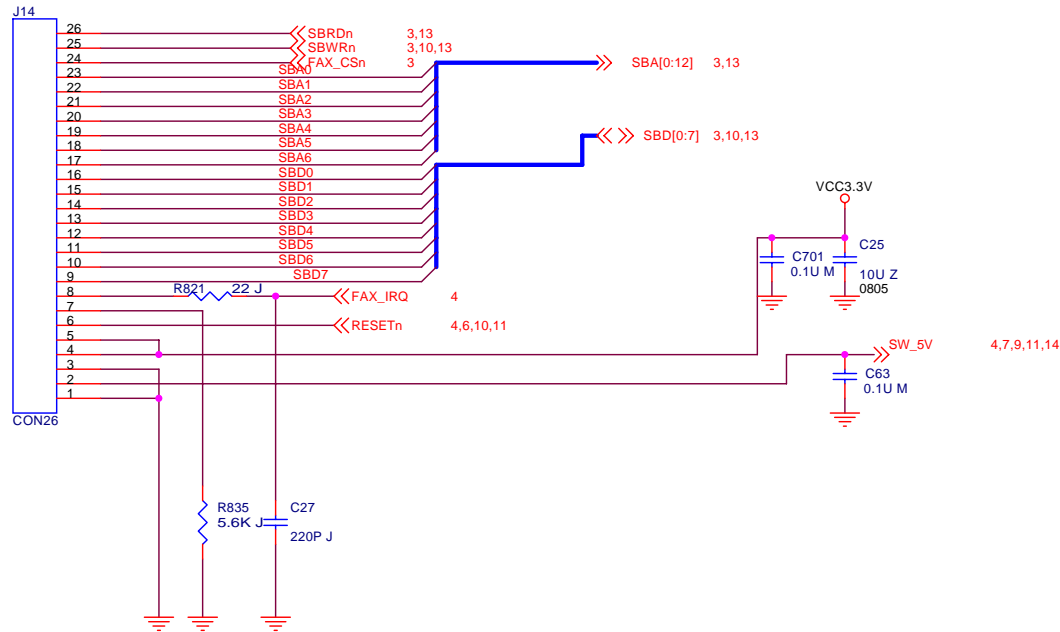 J14
26 SBRDn 3,13
25 SBWRn 3,10,13
24 FAX_CSn 3
23 SBA0
SBA[0:12] 3,13
22 SBA1
21 SBA2
20 SBA3
19 SBA4
SBD[0:7] 3,10,13
18 SBA5
17 SBA6
16 SBD0
15 SBD1
VCC3.3V
14 SBD2
13 SBD3
12 SBD4
11 SBD5
C701
0.1U M
C25
10U Z
0805
10 SBD6
9 SBD7
8 R821 22 J FAX_IRQ 4
7
6 RESETn 4,6,10,11
5
4
SW_5V 4,7,9,11,14
3
2
C63
0.1U M
1
CON26
R835
5.6K J
C27
220P J